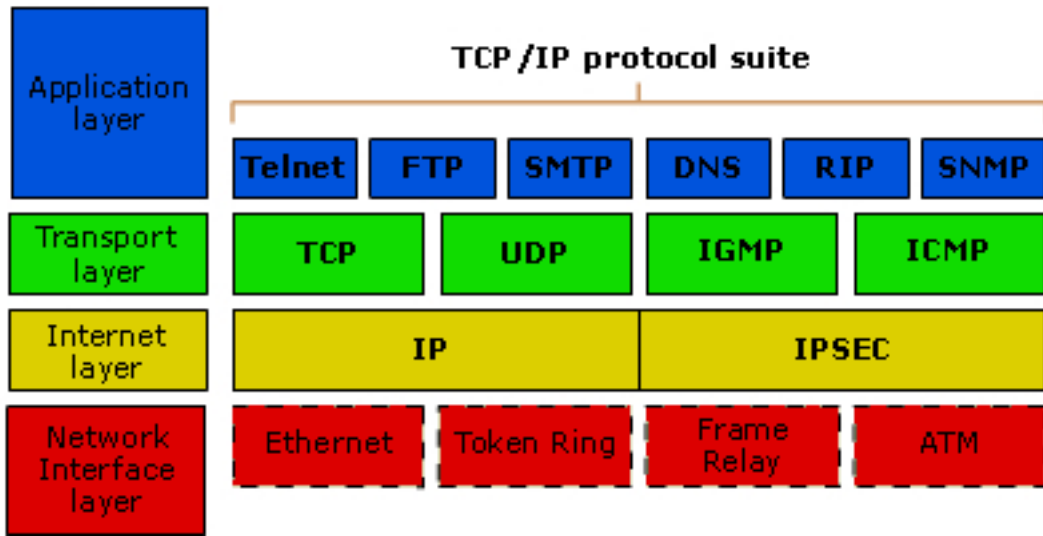 TCP/IP protocol suite
Application
layer
Telnet FTP SMTP DNS RIP SNMP
Transport
layer
TCP UDP IGMP ICMP
Internet
layer
IP IPSEC
Network
Interface
layer
Ethernet Token Ring Frame
Relay ATM